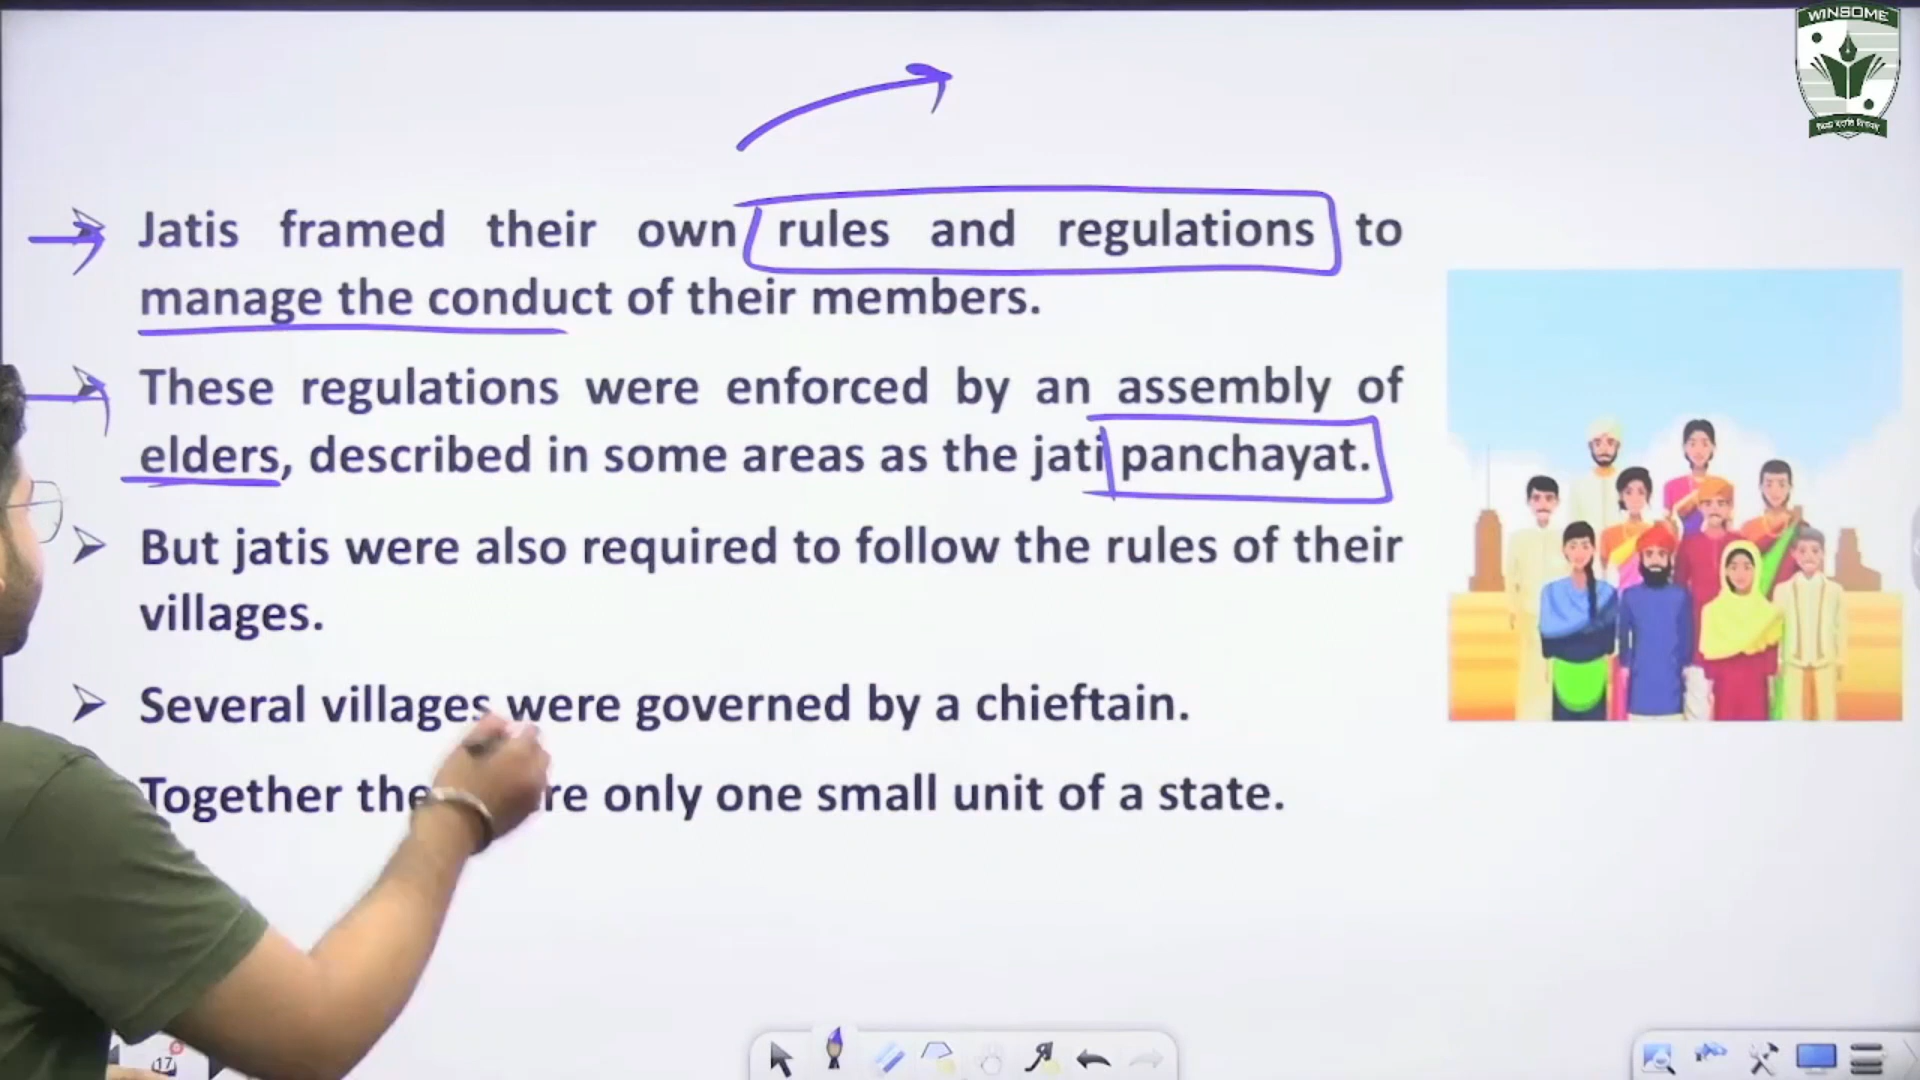 WINSOME
Jatis framed their own rules and regulations to
manage the conduct of their members.
These regulations were enforced by an assembly of
elders, described in some areas as the jati panchayat.
But jatis were also required to follow the rules of their
villages.
Several villages were governed by a chieftain.
Together only one small unit of a state.
17